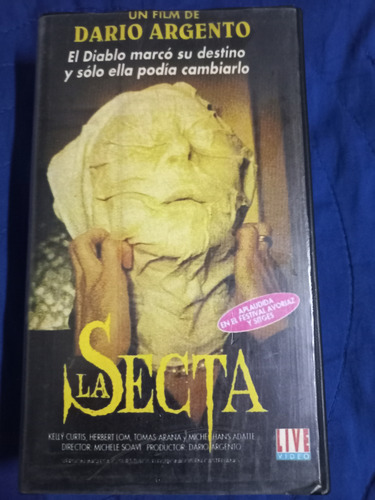 UN FILM DE
DARIO ARGENTO
El Diablo marcó su destino
y sólo ella podía cambiarlo
APLAUDIDA
EN EL FESTIVAL AVORIAZ
Y SITGES
LA SECTA
KELLY CURTIS, HERBERT LOM, TOMAS ARANA y MICHEL HANS ADATTE
DIRECTOR: MICHELE SOAVI PRODUCTOR: DARIO ARGENTO
LIVE
VIDEO